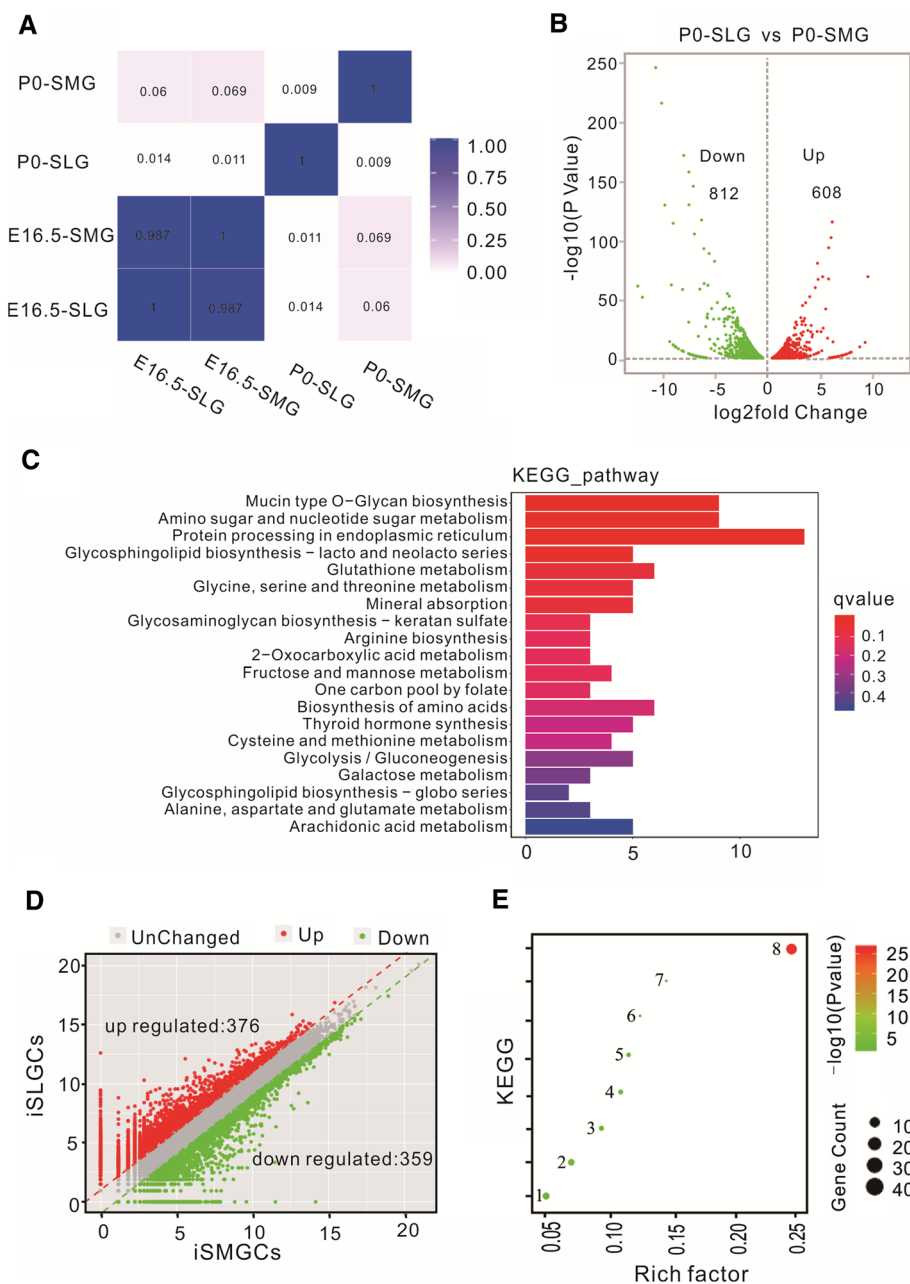 A
P0-SMG
0.06
0.069
0.009
1
P0-SLG
0.014
0.011
1
0.009
E16.5-SMG
0.987
1
0.011
0.069
E16.5-SLG
1
0.987
0.014
0.06
E16.5-SLG
E16.5-SMG
P0-SLG
P0-SMG
1.00
0.75
0.50
0.25
0.00
B
P0-SLG vs P0-SMG
-log10(P Value)
250
200
150
100
50
0
Down
812
Up
608
-10
-5
0
5
10
log2fold Change
C
KEGG_pathway
Mucin type O−Glycan biosynthesis
Amino sugar and nucleotide sugar metabolism
Protein processing in endoplasmic reticulum
Glycosphingolipid biosynthesis − lacto and neolacto series
Glutathione metabolism
Glycine, serine and threonine metabolism
Mineral absorption
Glycosaminoglycan biosynthesis − keratan sulfate
Arginine biosynthesis
2−Oxocarboxylic acid metabolism
Fructose and mannose metabolism
One carbon pool by folate
Biosynthesis of amino acids
Thyroid hormone synthesis
Cysteine and methionine metabolism
Glycolysis / Gluconeogenesis
Galactose metabolism
Glycosphingolipid biosynthesis − globo series
Alanine, aspartate and glutamate metabolism
Arachidonic acid metabolism
0
5
10
qvalue
0.1
0.2
0.3
0.4
D
UnChanged
Up
Down
iSLGCs
20
15
10
5
0
up regulated:376
down regulated:359
0
5
10
15
20
iSMGCs
E
KEGG
8
7
6
5
4
3
2
1
0.05
0.10
0.15
0.20
0.25
Rich factor
−log10(Pvalue)
25
20
15
10
5
Gene Count
10
20
30
40